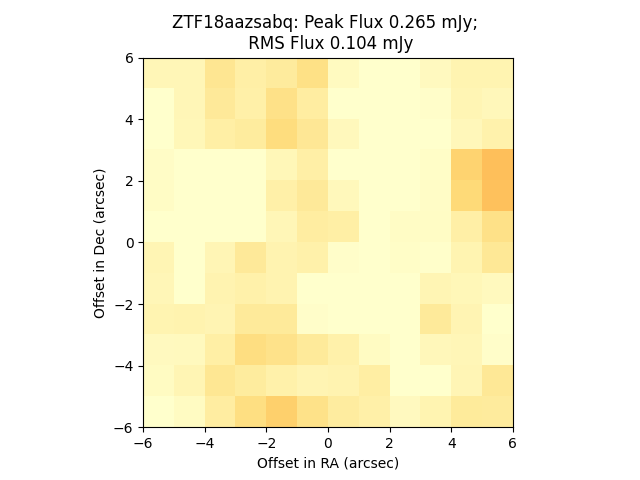 ZTF18aazsabq: Peak Flux 0.265 mJy;
RMS Flux 0.104 mJy
6
4
2
0
−2
−4
−6
Offset in Dec (arcsec)
−6 −4 −2 0 2 4 6
Offset in RA (arcsec)